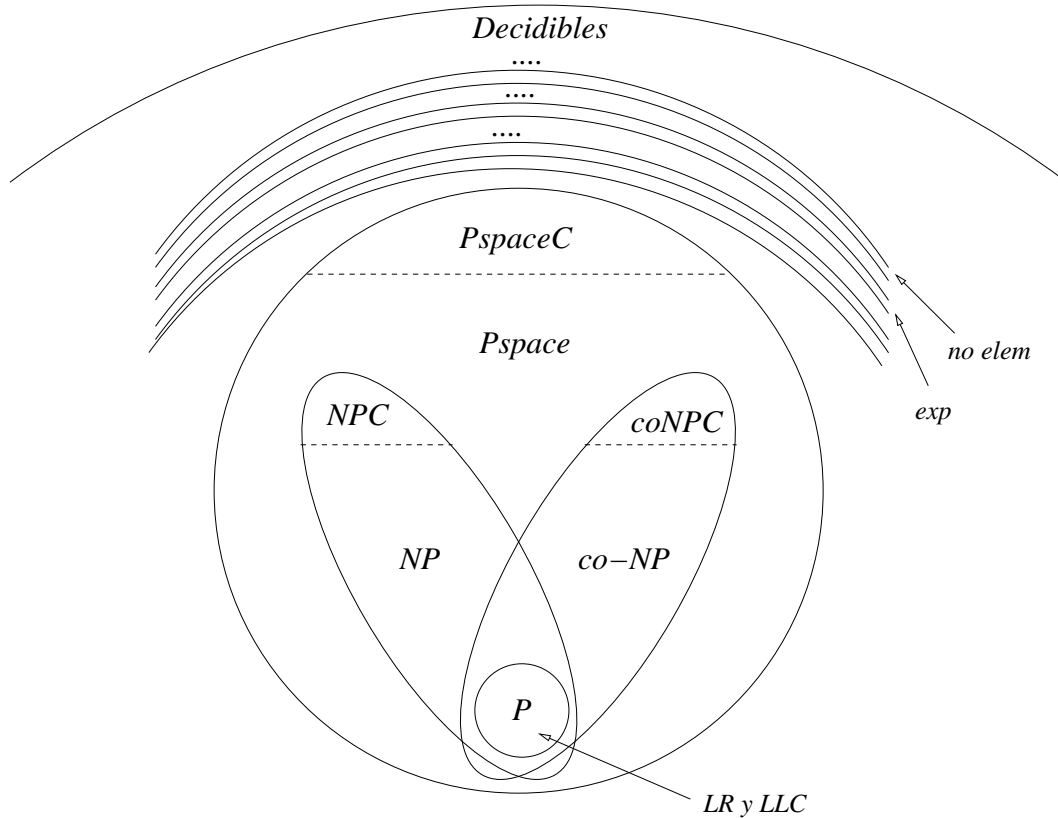 Decidibles
....
....
....
PspaceC
Pspace
no elem
exp
NPC
coNPC
NP
co-NP
P
LR y LLC